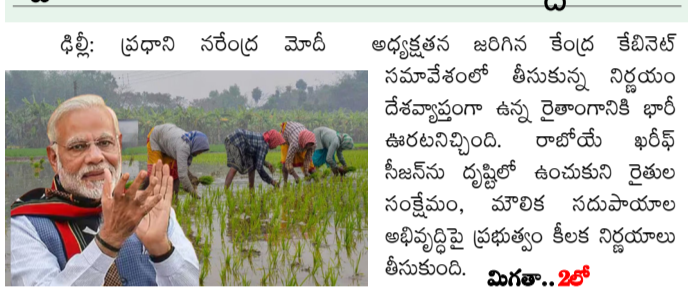 ఢిల్లీ: ప్రధాని నరేంద్ర మోదీ అధ్యక్షతన జరిగిన కేంద్ర కేబినెట్
సమావేశంలో తీసుకున్న నిర్ణయం
దేశవ్యాప్తంగా ఉన్న రైతాంగానికి భారీ
ఊరటనిచ్చింది. రాబోయే ఖరీఫ్
సీజన్‌ను దృష్టిలో ఉంచుకుని రైతుల
సంక్షేమం, మౌలిక సదుపాయాల
అభివృద్ధిపై ప్రభుత్వం కీలక నిర్ణయాలు
తీసుకుంది. మిగతా..2లో